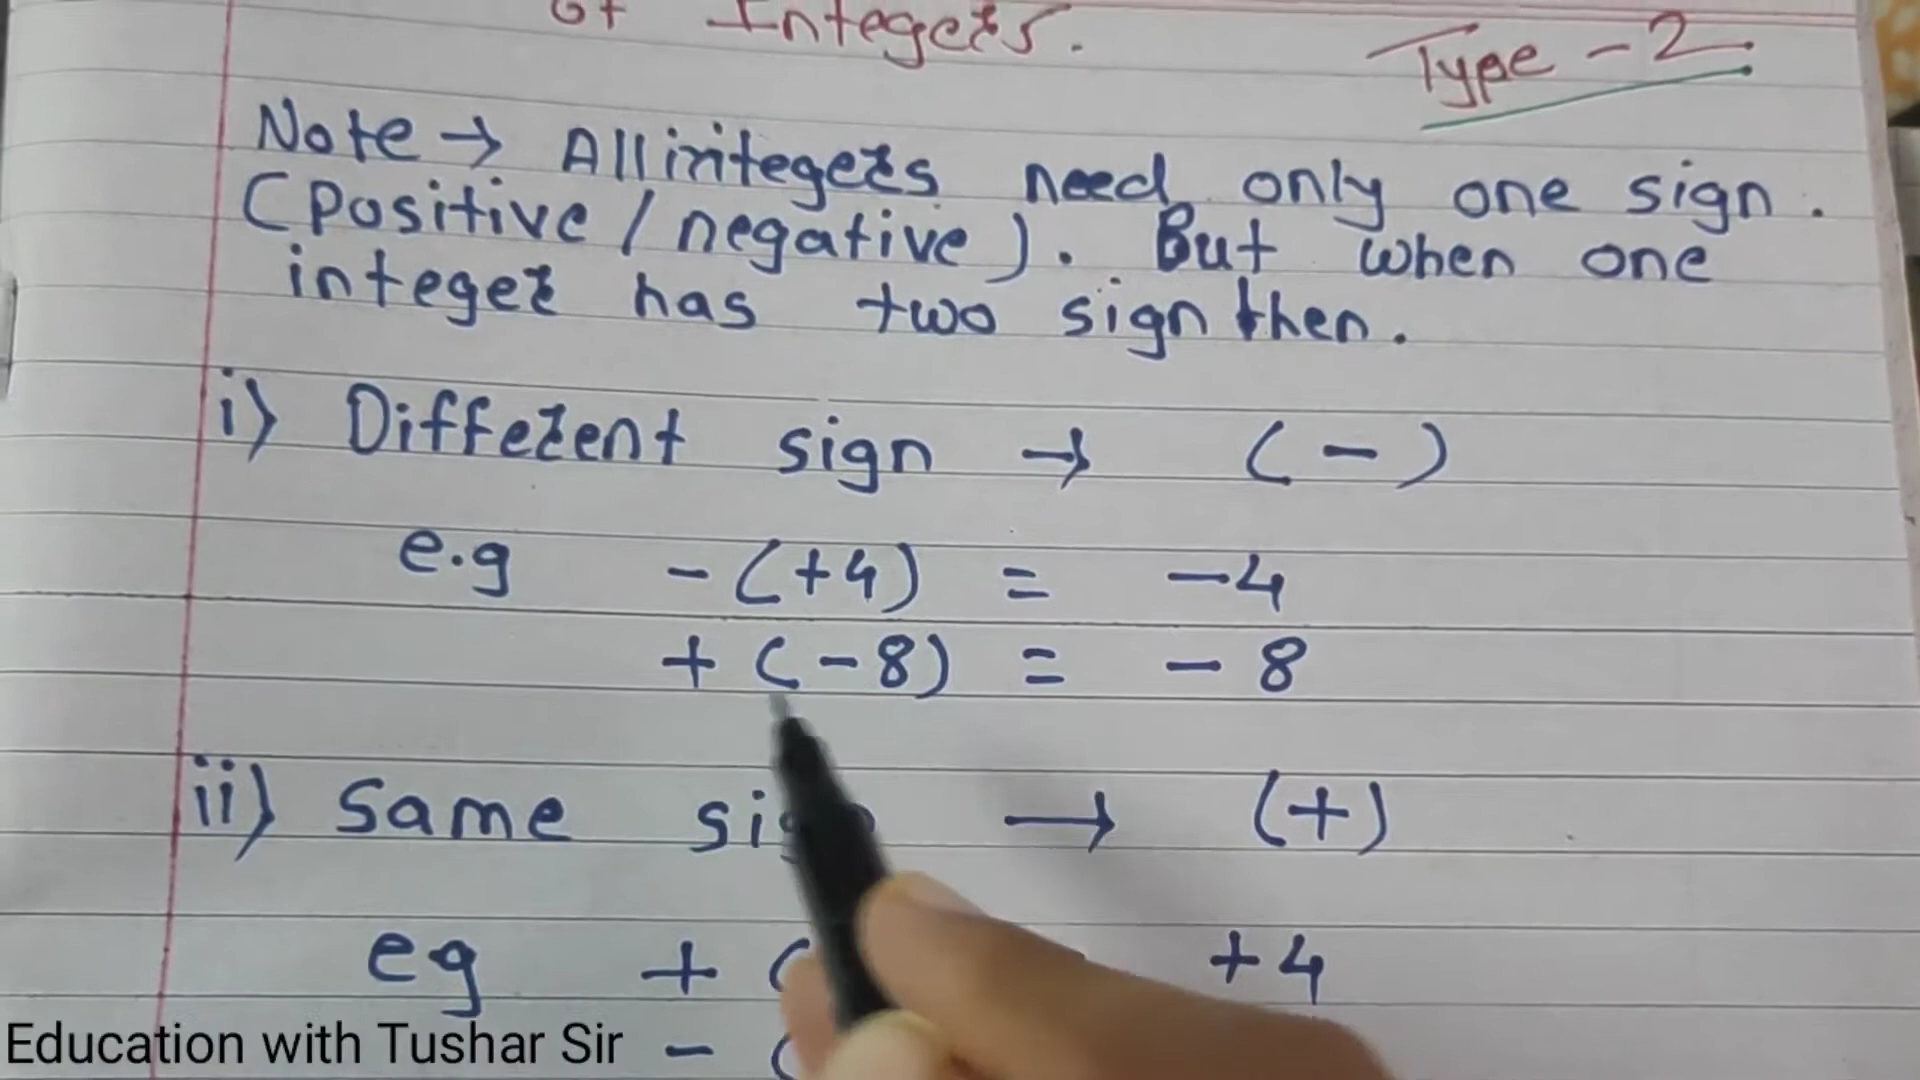 of Integers.
Type - 2
Note → All integers need only one sign.
(Positive / negative). But when one
integer has two sign then.
i) Different sign → (-)
e.g -(+4) = -4
+(-8) = -8
ii) Same → (+)
eg + ( +4
- (
Education with Tushar Sir